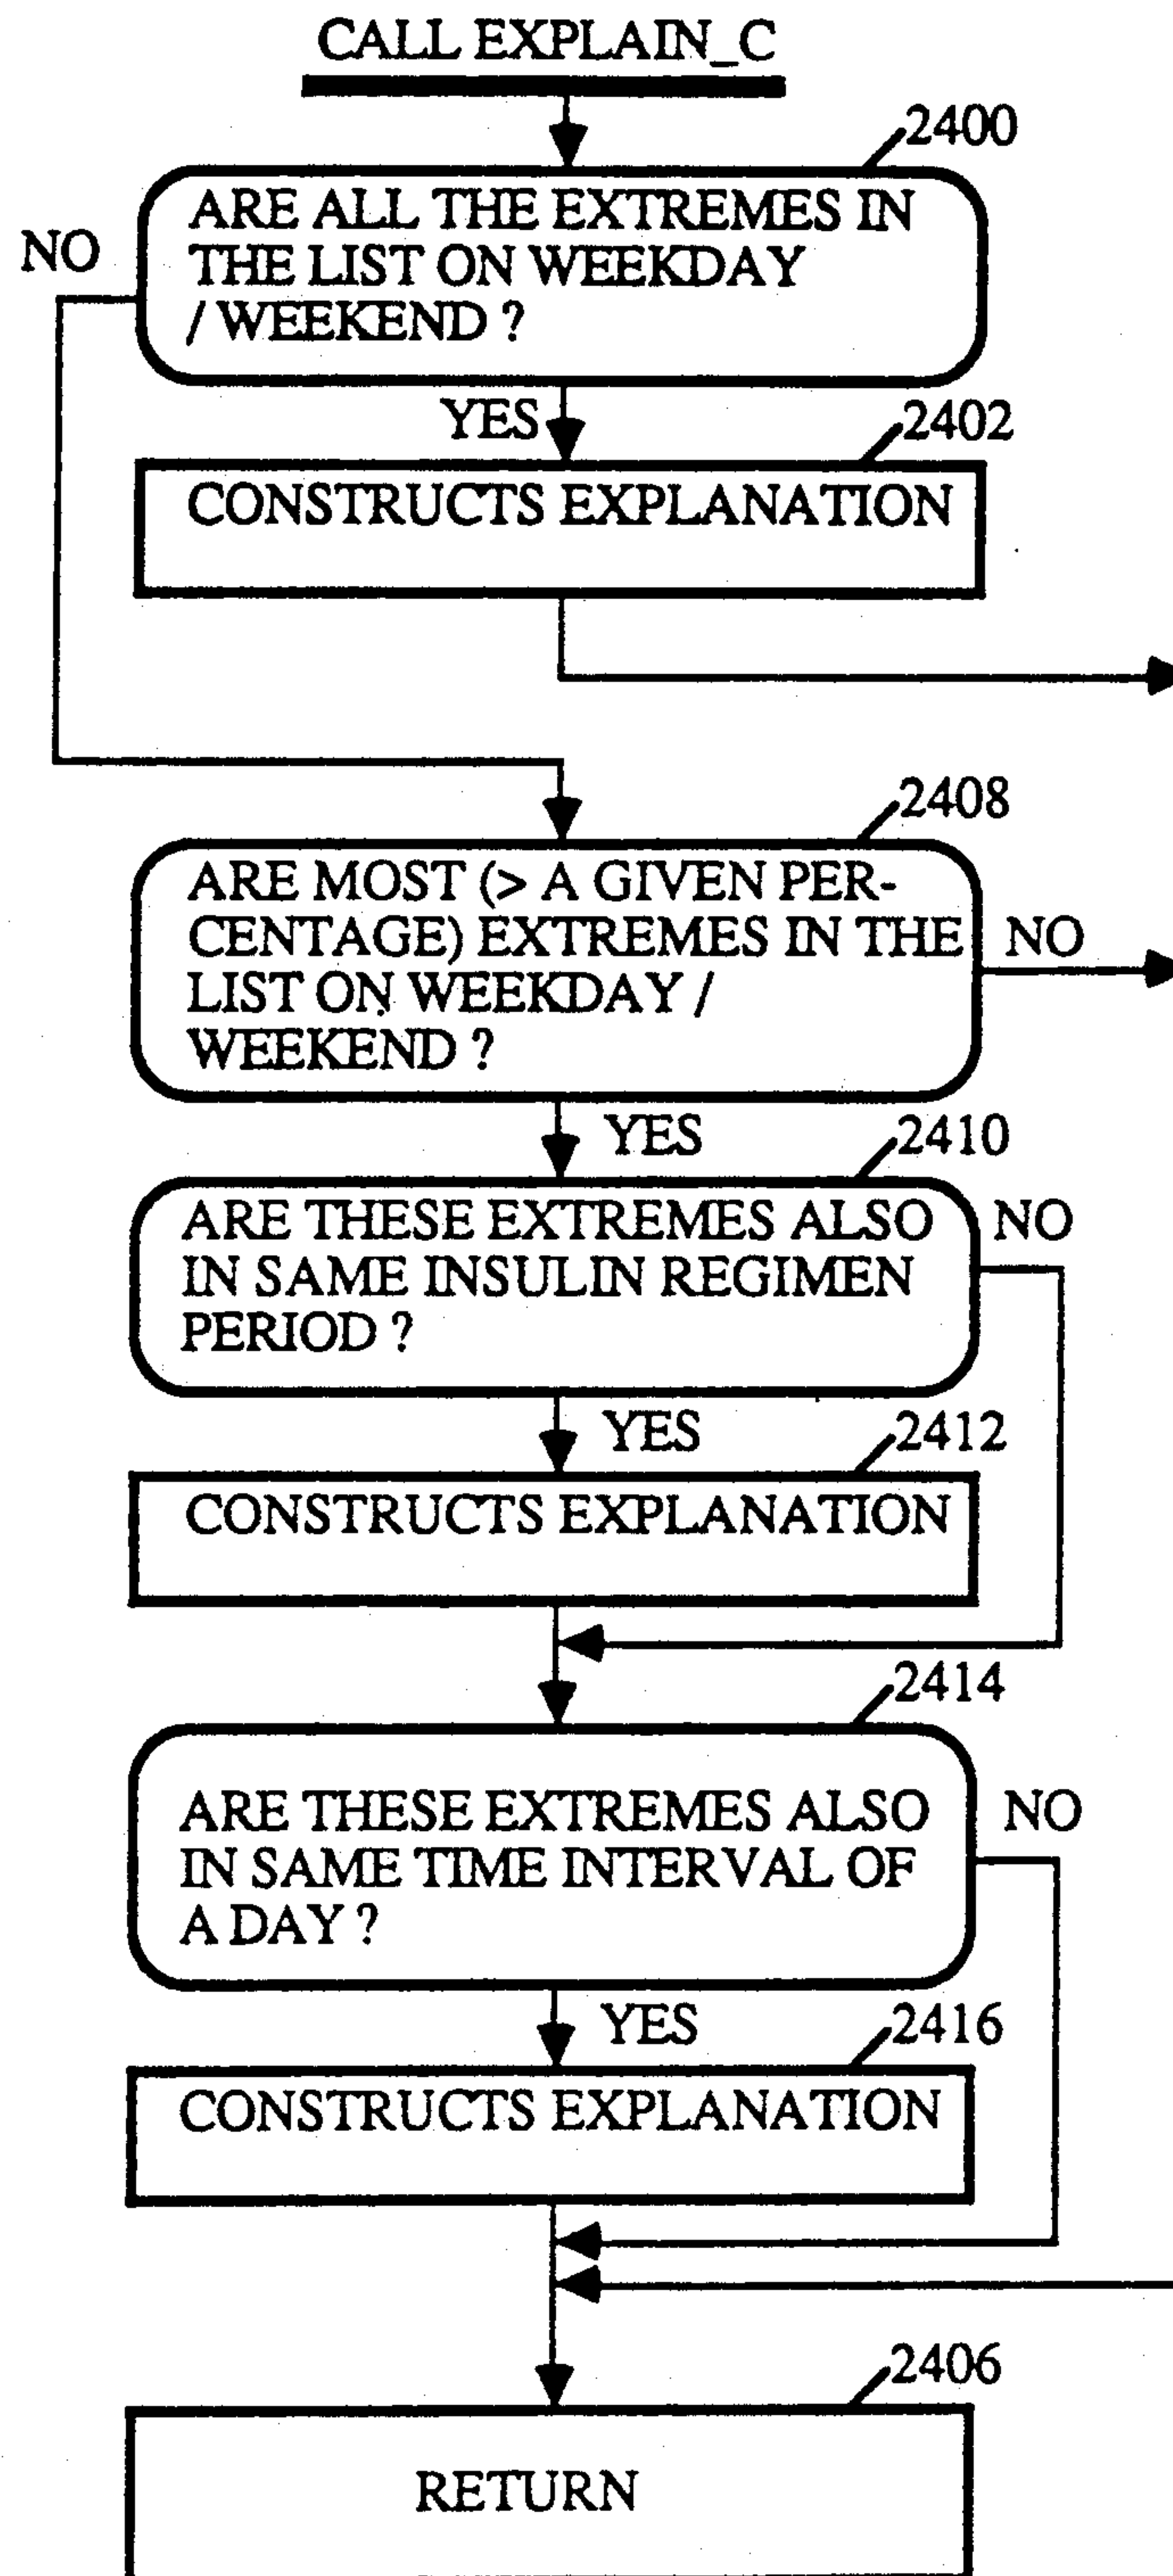 CALL EXPLAIN_C
2400
ARE ALL THE EXTREMES IN
THE LIST ON WEEKDAY
/ WEEKEND ?
NO
YES
2402
CONSTRUCTS EXPLANATION
2408
ARE MOST (> A GIVEN PER-
CENTAGE) EXTREMES IN THE
LIST ON WEEKDAY /
WEEKEND ?
NO
YES
2410
ARE THESE EXTREMES ALSO
IN SAME INSULIN REGIMEN
PERIOD ?
NO
YES
2412
CONSTRUCTS EXPLANATION
2414
ARE THESE EXTREMES ALSO
IN SAME TIME INTERVAL OF
A DAY ?
NO
YES
2416
CONSTRUCTS EXPLANATION
2406
RETURN